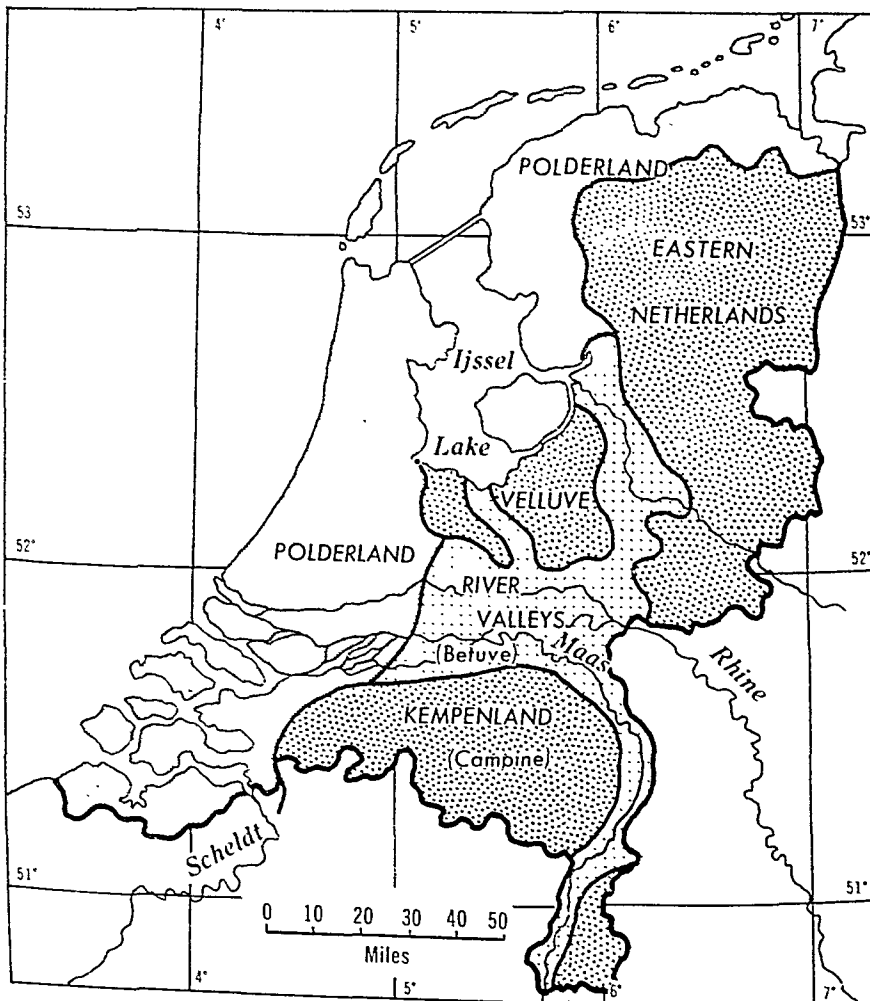 4°
5°
6°
7°
POLDERLAND
53
53°
EASTERN
NETHERLANDS
Ijssel
Lake
VELLUVE
52°
POLDERLAND
52°
RIVER
VALLEYS
(Betuve)
Maas
Rhine
KEMPENLAND
(Campine)
Scheldt
51°
51°
0 10 20 30 40 50
Miles
4°
5°
6°
7°